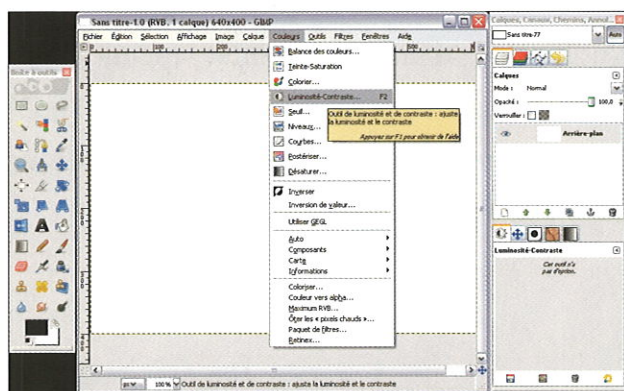 Sans titre-1.0 (RVB, 1 calque) 640x400 - GIMP
Fichier Édition Sélection Affichage Image Calque Couleurs Outils Filtres Fenêtres Aide
Boîte à outils
Balance des couleurs...
Teinte-Saturation
Colorier...
Luminosité-Contraste... F2
Seuil...
Niveaux...
Courbes...
Postériser...
Désaturer...
Inverser
Inversion de valeur...
Utiliser GEGL
Auto
Composants
Carte
Informations
Coloriser...
Couleur vers alpha...
Maximum RVB...
Ôter les « pixels chauds »...
Paquet de filtres...
Retinex...
Outil de luminosité et de contraste : ajuste
la luminosité et le contraste
Appuyez sur F1 pour obtenir de l'aide
px 100% Outil de luminosité et de contraste : ajuste la luminosité et le contraste
Calques, Canaux, Chemins, Annul...
Sans titre-77 Auto
Calques
Mode : Normal
Opacité : 100,0
Verrouiller :
Arrière-plan
Luminosité-Contraste
Cet outil n'a
pas d'option.